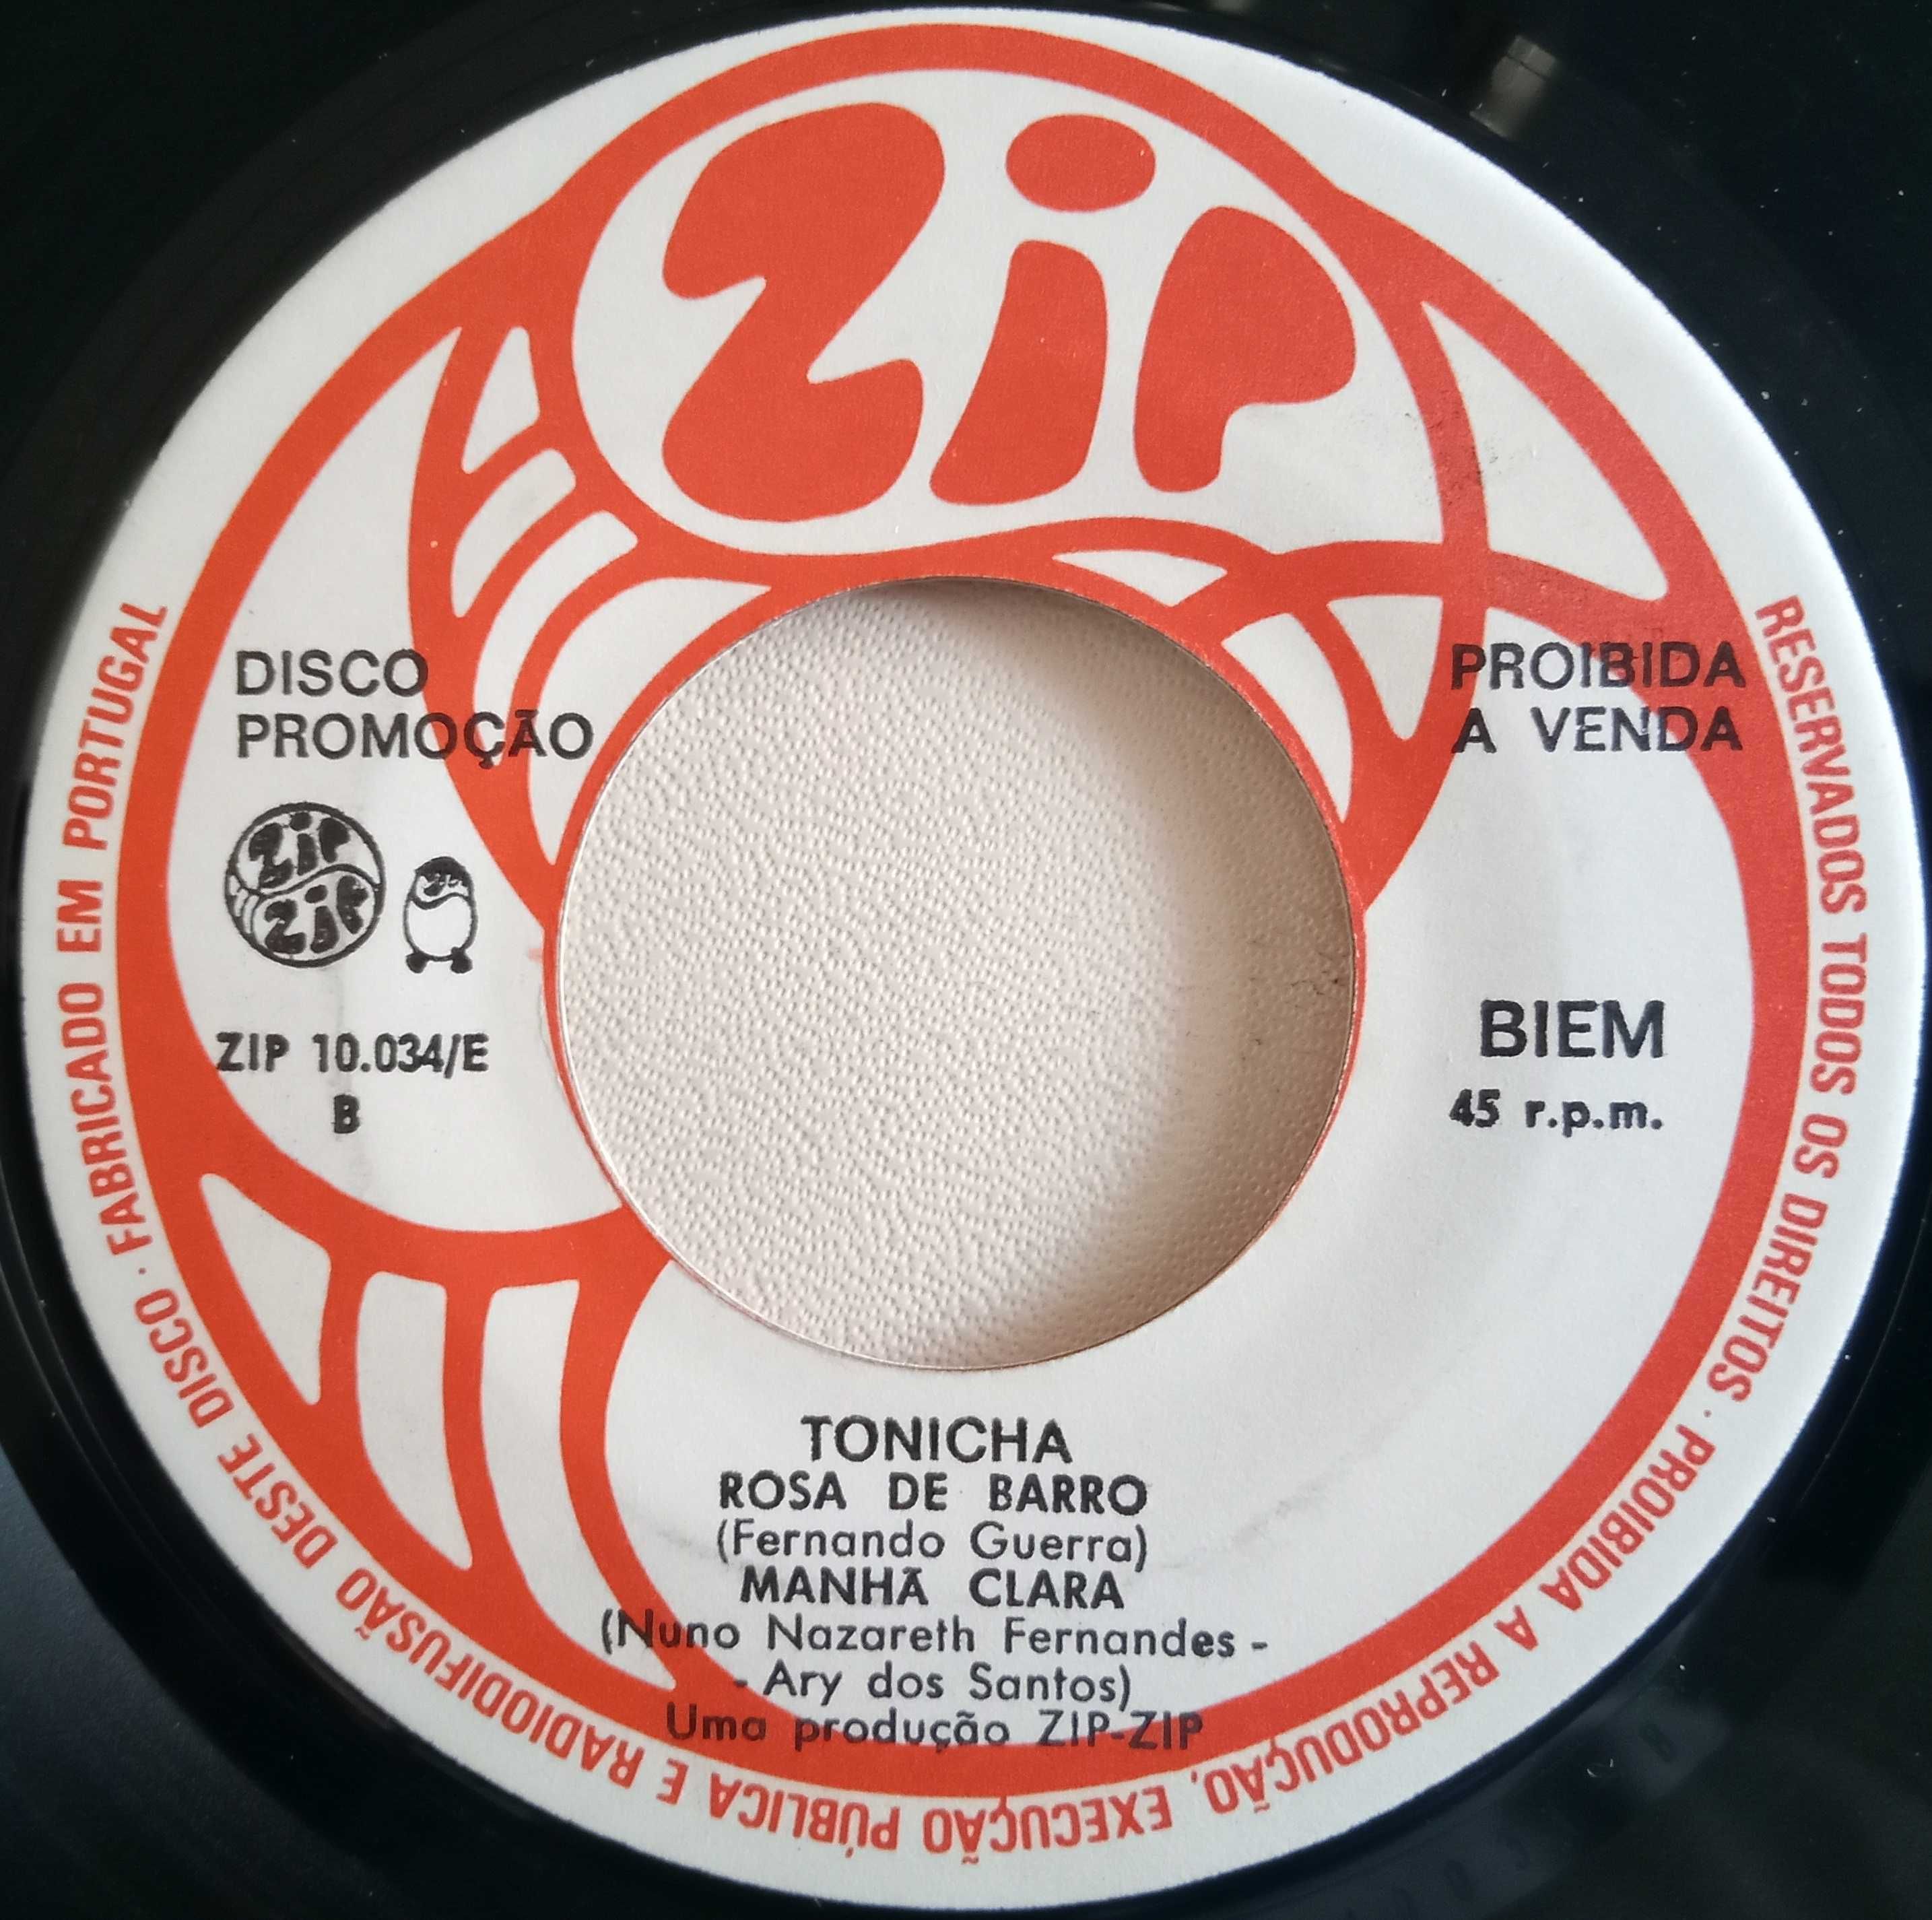 Zip
DISCO
PROMOÇÃO
PROIBIDA
A VENDA
Zip
Zip
ZIP 10.034/E
B
BIEM
45 r.p.m.
TONICHA
ROSA DE BARRO
(Fernando Guerra)
MANHÃ CLARA
(Nuno Nazareth Fernandes -
- Ary dos Santos)
Uma produção ZIP-ZIP
RESERVADOS TODOS OS DIREITOS · PROIBIDA A REPRODUÇÃO, EXECUÇÃO PÚBLICA E RADIODIFUSÃO DESTE DISCO · FABRICADO EM PORTUGAL